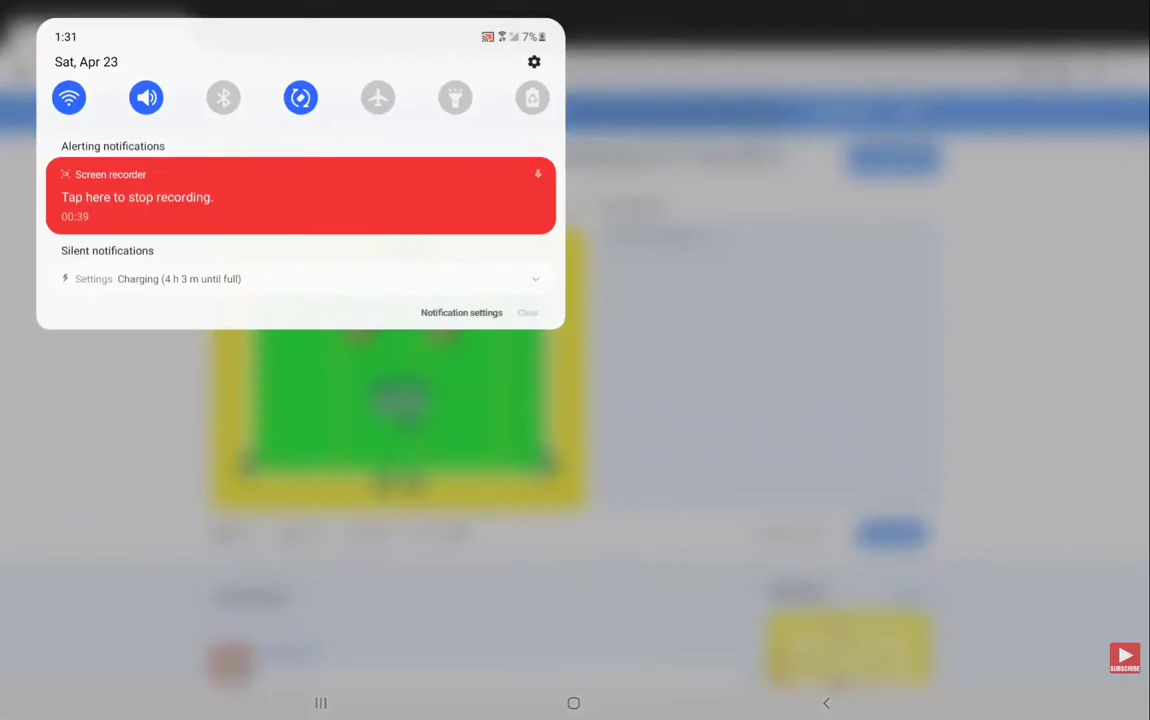 1:31
7%
Sat, Apr 23
Alerting notifications
Screen recorder
Tap here to stop recording.
00:39
Silent notifications
Settings Charging (4 h 3 m until full)
Notification settings Clear
SUBSCRIBE